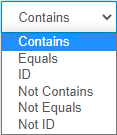 Contains
Contains
Equals
ID
Not Contains
Not Equals
Not ID